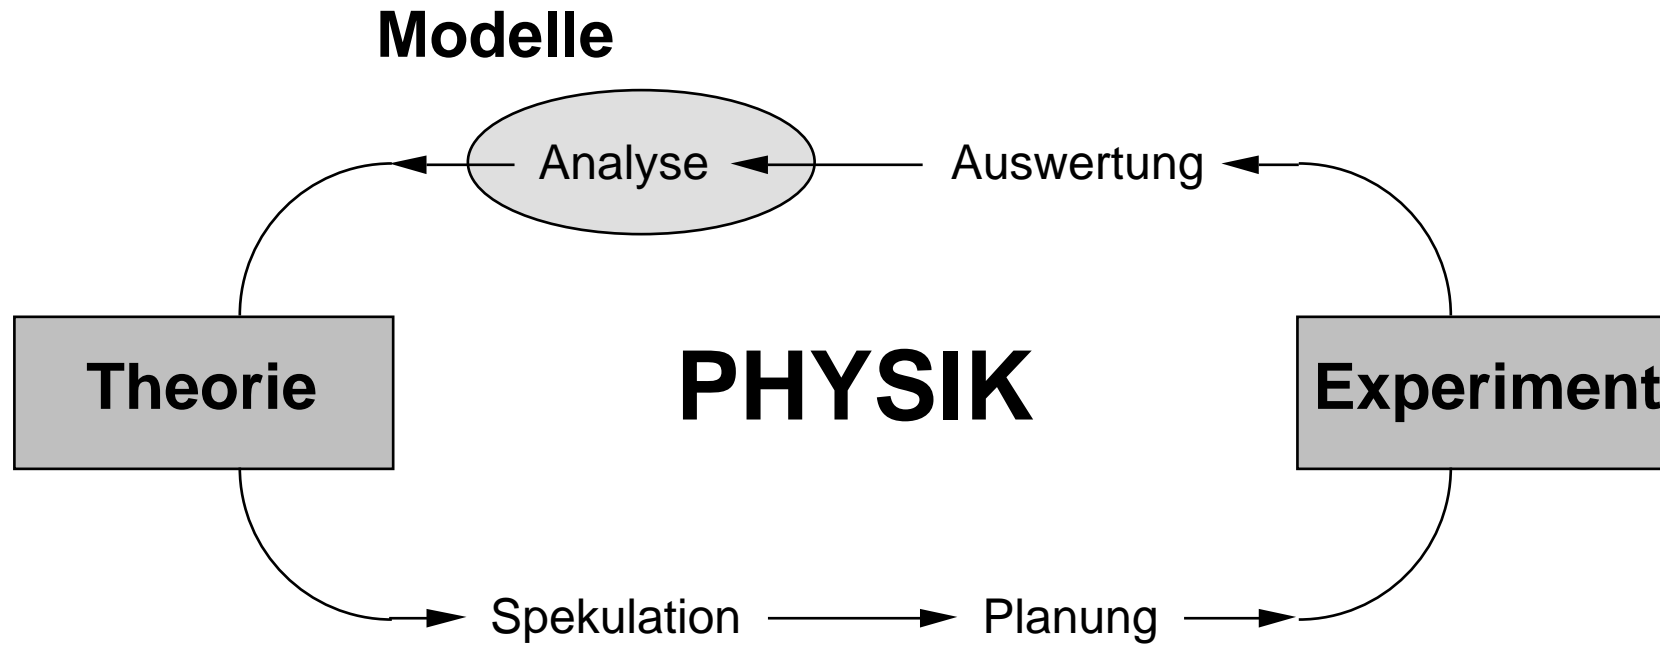 Modelle
Analyse Auswertung
Theorie PHYSIK Experiment
Spekulation Planung